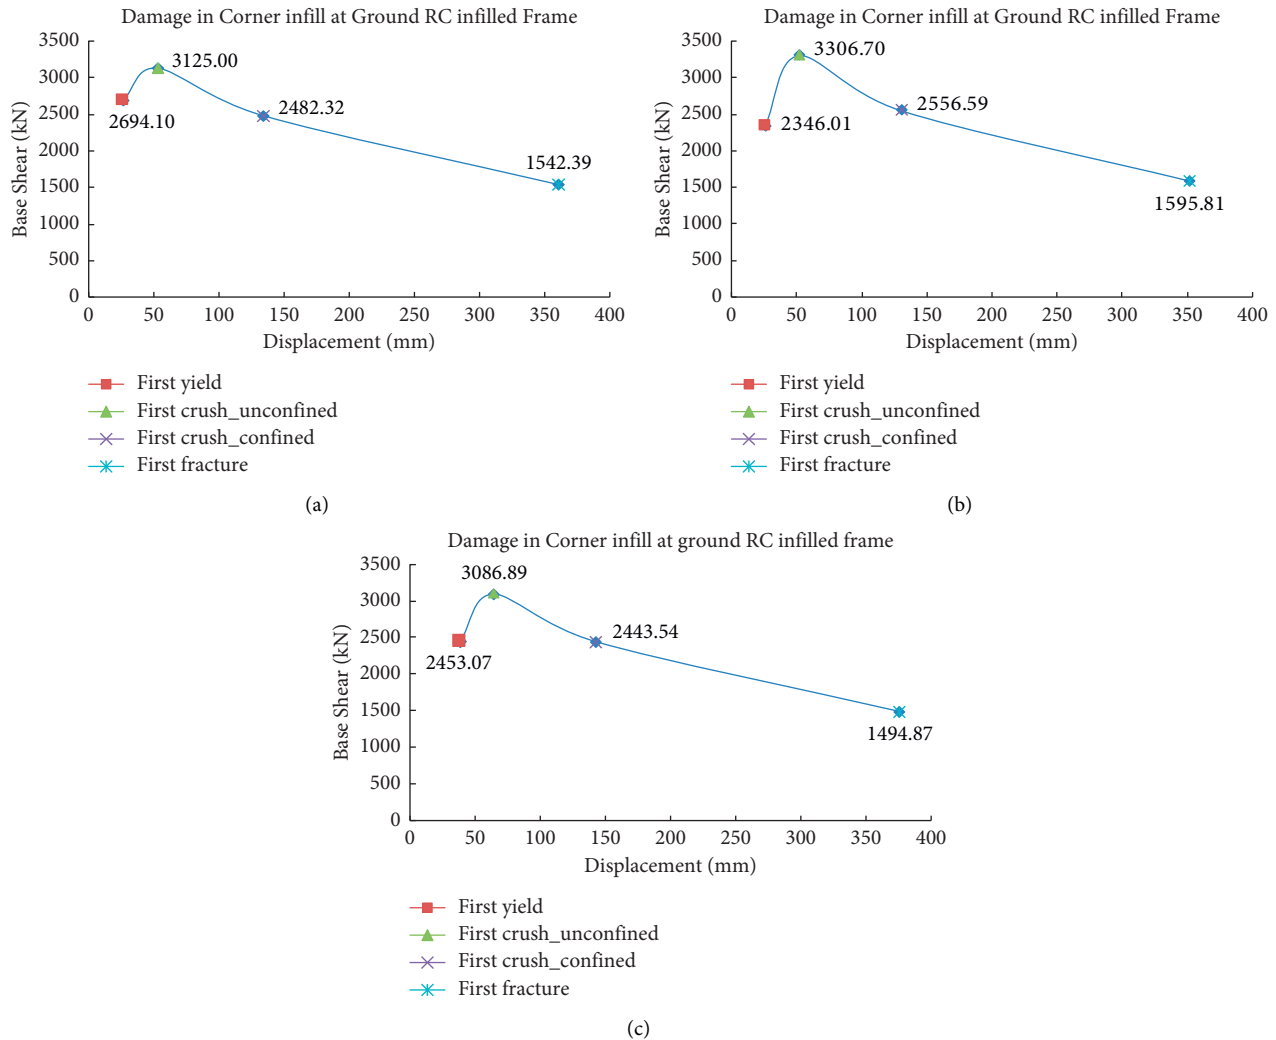 Damage in Corner infill at Ground RC infilled Frame
3500
3000
2500
2000
1500
1000
500
0
Base Shear (kN)
3125.00
2694.10
2482.32
1542.39
0 50 100 150 200 250 300 350 400
Displacement (mm)
First yield
First crush_unconfined
First crush_confined
First fracture
(a)
Damage in Corner infill at Ground RC infilled Frame
3500
3000
2500
2000
1500
1000
500
0
Base Shear (kN)
3306.70
2346.01
2556.59
1595.81
0 50 100 150 200 250 300 350 400
Displacement (mm)
First yield
First crush_unconfined
First crush_confined
First fracture
(b)
Damage in Corner infill at ground RC infilled frame
3500
3000
2500
2000
1500
1000
500
0
Base Shear (kN)
3086.89
2453.07
2443.54
1494.87
0 50 100 150 200 250 300 350 400
Displacement (mm)
First yield
First crush_unconfined
First crush_confined
First fracture
(c)